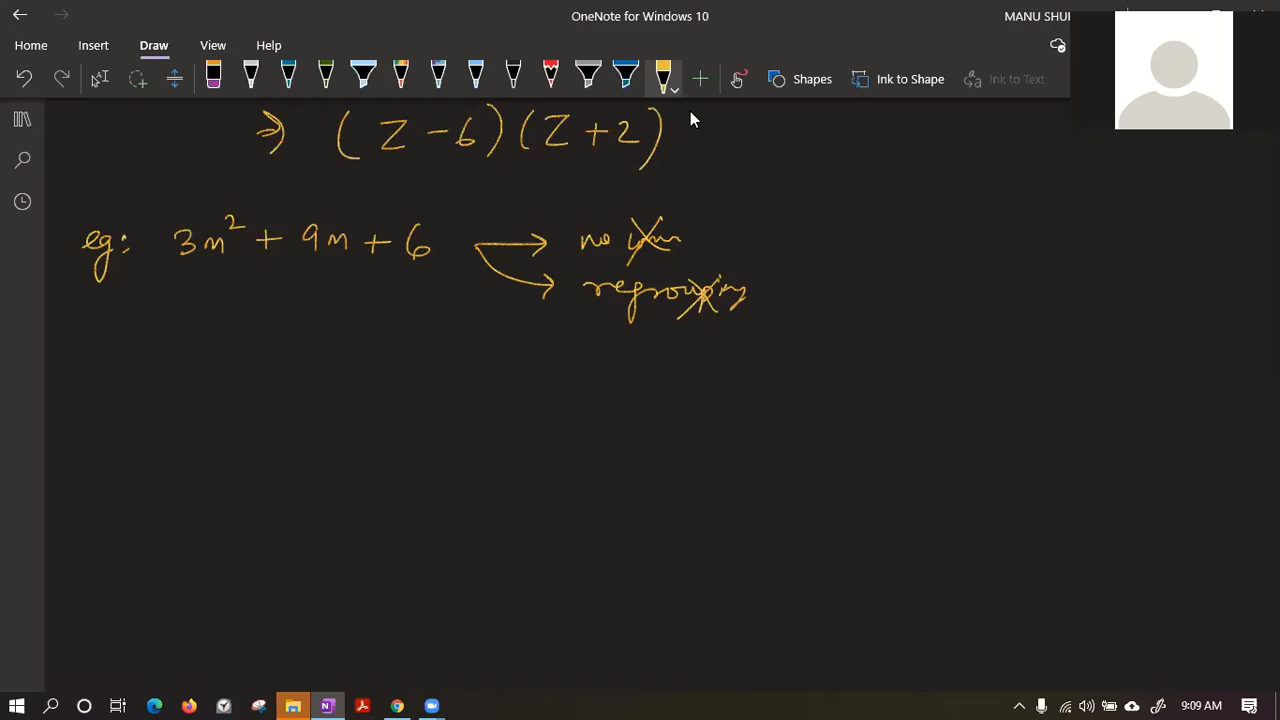 OneNote for Windows 10
MANU SHU
Home Insert Draw View Help
Shapes Ink to Shape Ink to Text
⇒ (Z-6)(Z+2)
eg: 3m² + 9m + 6 → no
→ regrouping
9:09 AM